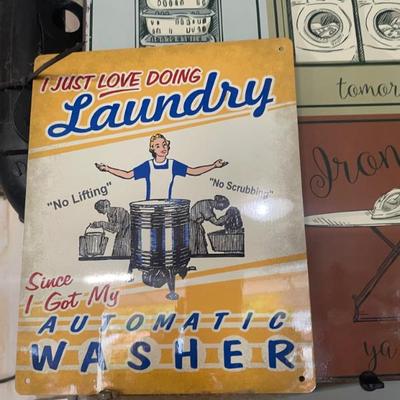 I JUST LOVE DOING
Laundry
"No Lifting"
"No Scrubbing"
Since
I Got My
AUTOMATIC
WASHER
tomor
Iron
ya